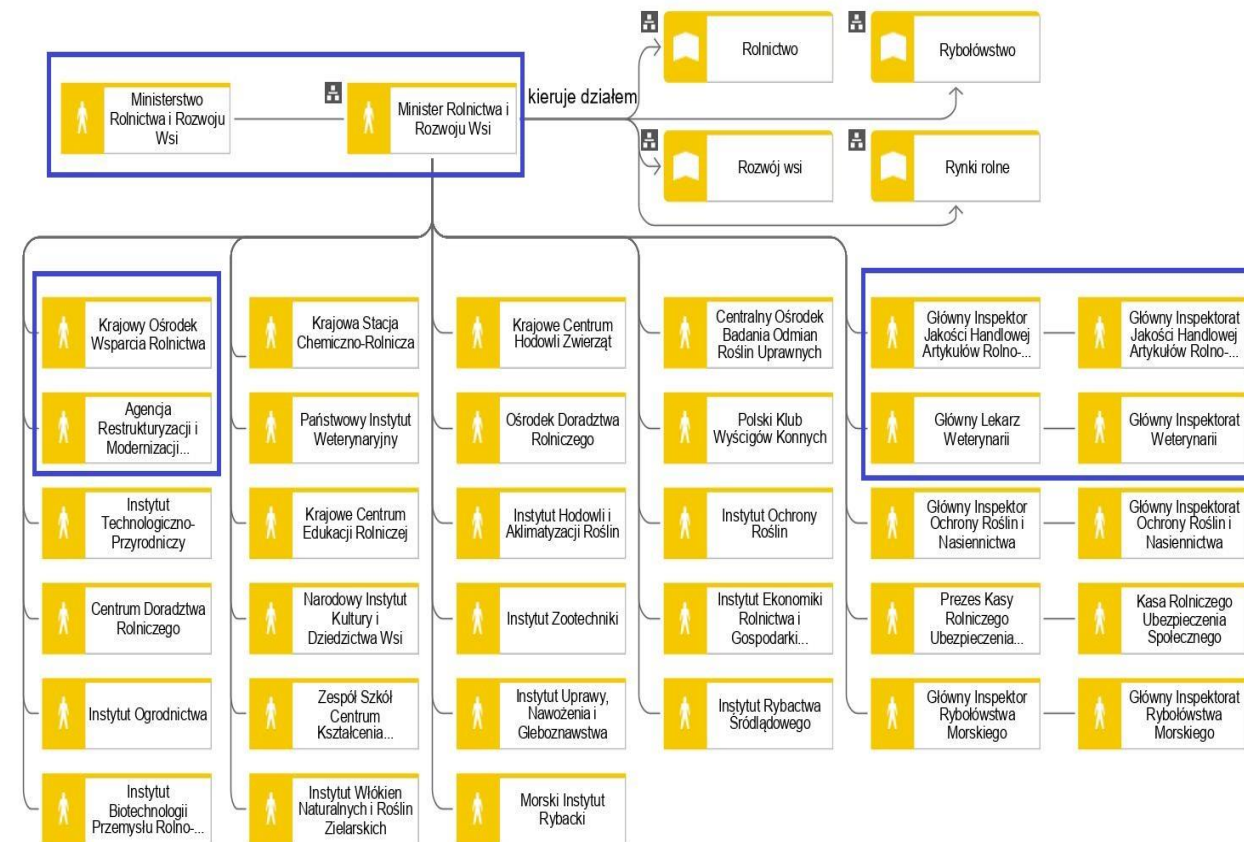 Rolnictwo
Rybołówstwo
Ministerstwo
Rolnictwa i Rozwoju
Wsi
Minister Rolnictwa i
Rozwoju Wsi
kieruje działem
Rozwój wsi
Rynki rolne
Krajowy Ośrodek
Wsparcia Rolnictwa
Krajowa Stacja
Chemiczno-Rolnicza
Krajowe Centrum
Hodowli Zwierząt
Centralny Ośrodek
Badania Odmian
Roślin Uprawnych
Główny Inspektor
Jakości Handlowej
Artykułów Rolno-...
Główny Inspektorat
Jakości Handlowej
Artykułów Rolno-...
Agencja
Restrukturyzacji i
Modernizacji...
Państwowy Instytut
Weterynaryjny
Ośrodek Doradztwa
Rolniczego
Polski Klub
Wyścigów Konnych
Główny Lekarz
Weterynarii
Główny Inspektorat
Weterynarii
Instytut
Technologiczno-
Przyrodniczy
Krajowe Centrum
Edukacji Rolniczej
Instytut Hodowli i
Aklimatyzacji Roślin
Instytut Ochrony
Roślin
Główny Inspektor
Ochrony Roślin i
Nasiennictwa
Główny Inspektorat
Ochrony Roślin i
Nasiennictwa
Centrum Doradztwa
Rolniczego
Narodowy Instytut
Kultury i
Dziedzictwa Wsi
Instytut Zootechniki
Instytut Ekonomiki
Rolnictwa i
Gospodarki...
Prezes Kasy
Rolniczego
Ubezpieczenia...
Kasa Rolniczego
Ubezpieczenia
Społecznego
Instytut Ogrodnictwa
Zespół Szkół
Centrum
Kształcenia...
Instytut Uprawy,
Nawożenia i
Gleboznawstwa
Instytut Rybactwa
Śródlądowego
Główny Inspektor
Rybołówstwa
Morskiego
Główny Inspektorat
Rybołówstwa
Morskiego
Instytut
Biotechnologii
Przemysłu Rolno-...
Instytut Włókien
Naturalnych i Roślin
Zielarskich
Morski Instytut
Rybacki